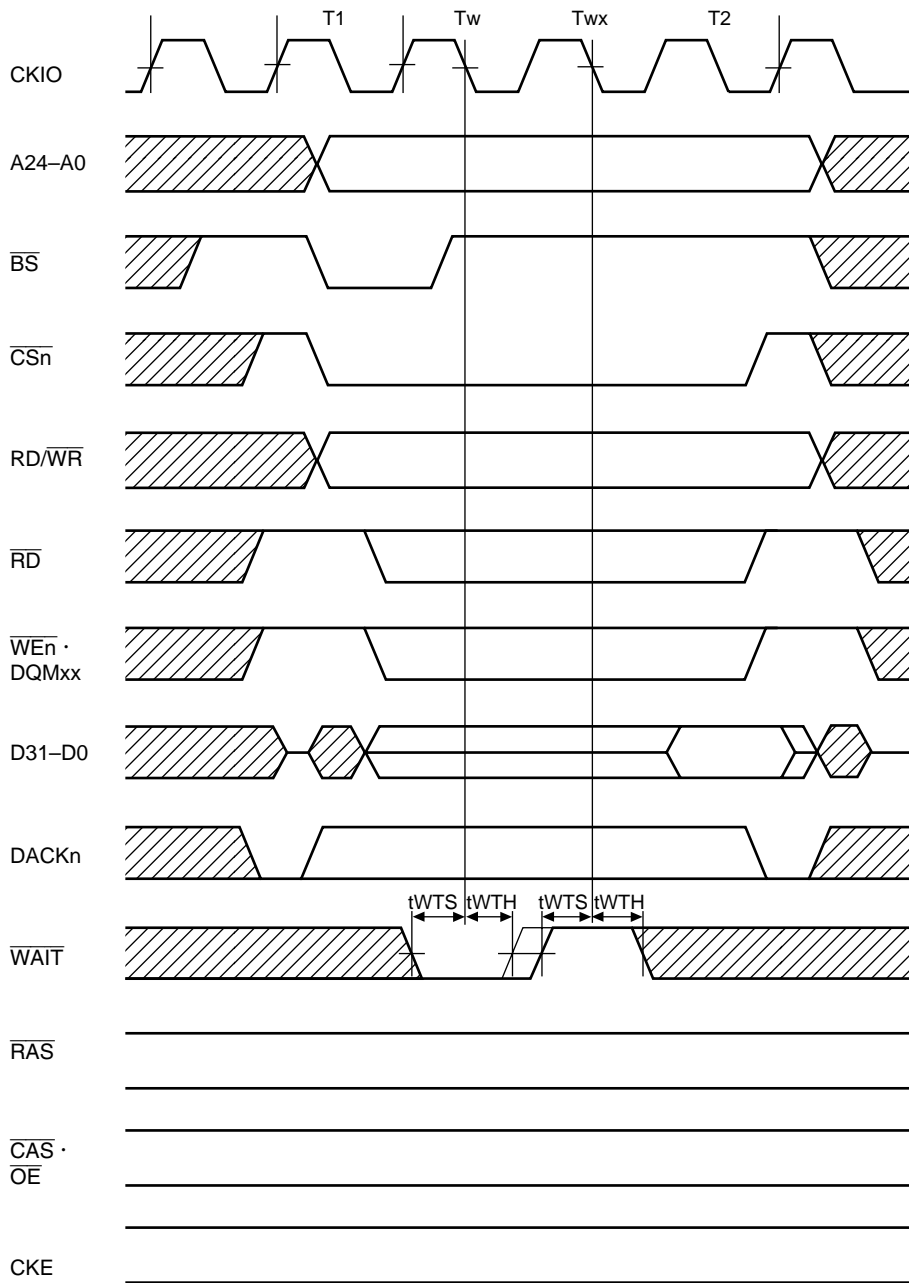 T1 Tw Twx T2
CKIO
A24–A0
BS
CSn
RD/WR
RD
WEn ·
DQMxx
D31–D0
DACKn
tWTS tWTH tWTS tWTH
WAIT
RAS
CAS ·
OE
CKE